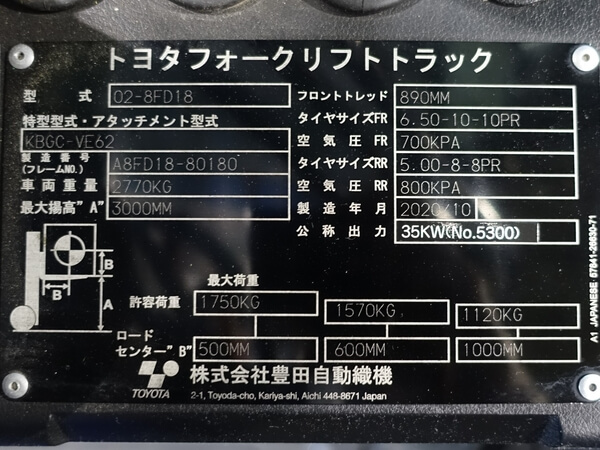 トヨタフォークリフトトラック
型 式 02-8FD18
特型型式・アタッチメント型式
KBGC-VE62
製造番号 (フレームNO.) A8FD18-80180
車両重量 2770KG
最大揚高"A" 3000MM
フロントトレッド 890MM
タイヤサイズFR 6.50-10-10PR
空気圧FR 700KPA
タイヤサイズRR 5.00-8-8PR
空気圧RR 800KPA
製造年月 2020/10
公称出力 35KW(No.5300)
B
B
A
最大荷重
許容荷重 1750KG 1570KG 1120KG
ロード
センター"B" 500MM 600MM 1000MM
TOYOTA
株式会社豊田自動織機
2-1, Toyoda-cho, Kariya-shi, Aichi 448-8671 Japan
A1 JAPANESE 57841-26630-71